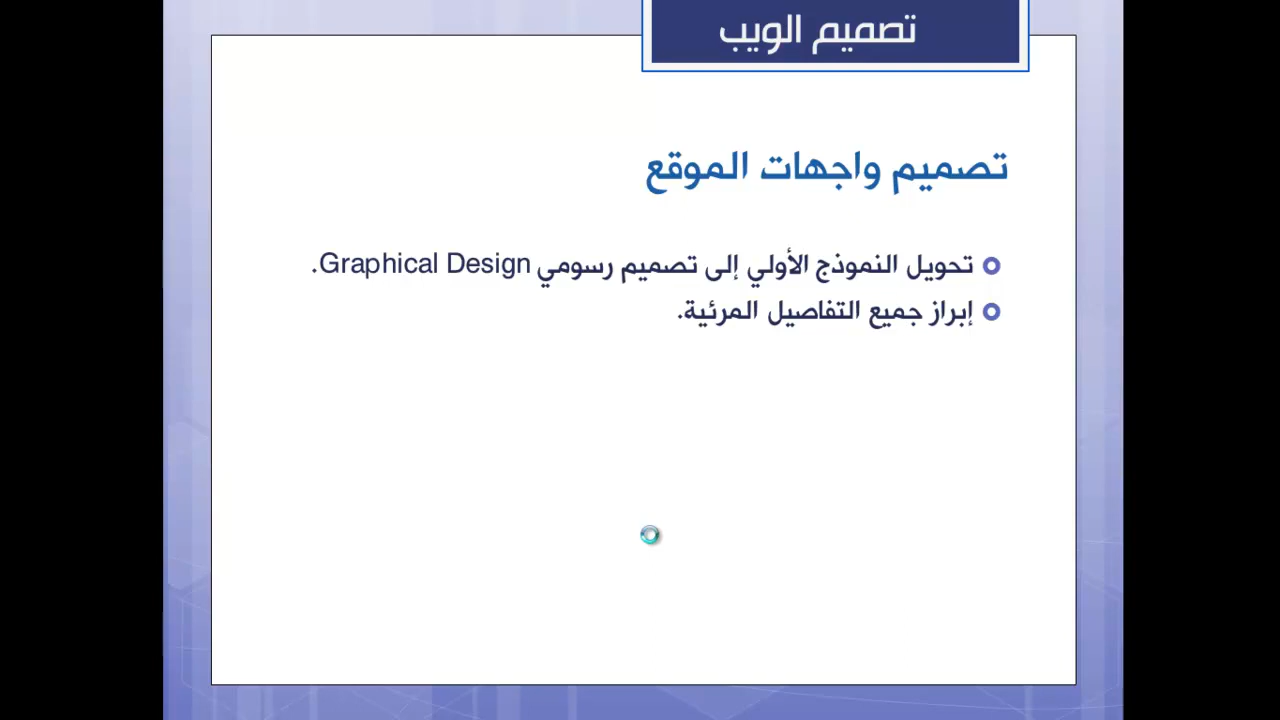 تصميم الويب
تصميم واجهات الموقع
تحويل النموذج الأولي إلى تصميم رسومي Graphical Design.
إبراز جميع التفاصيل المرئية.